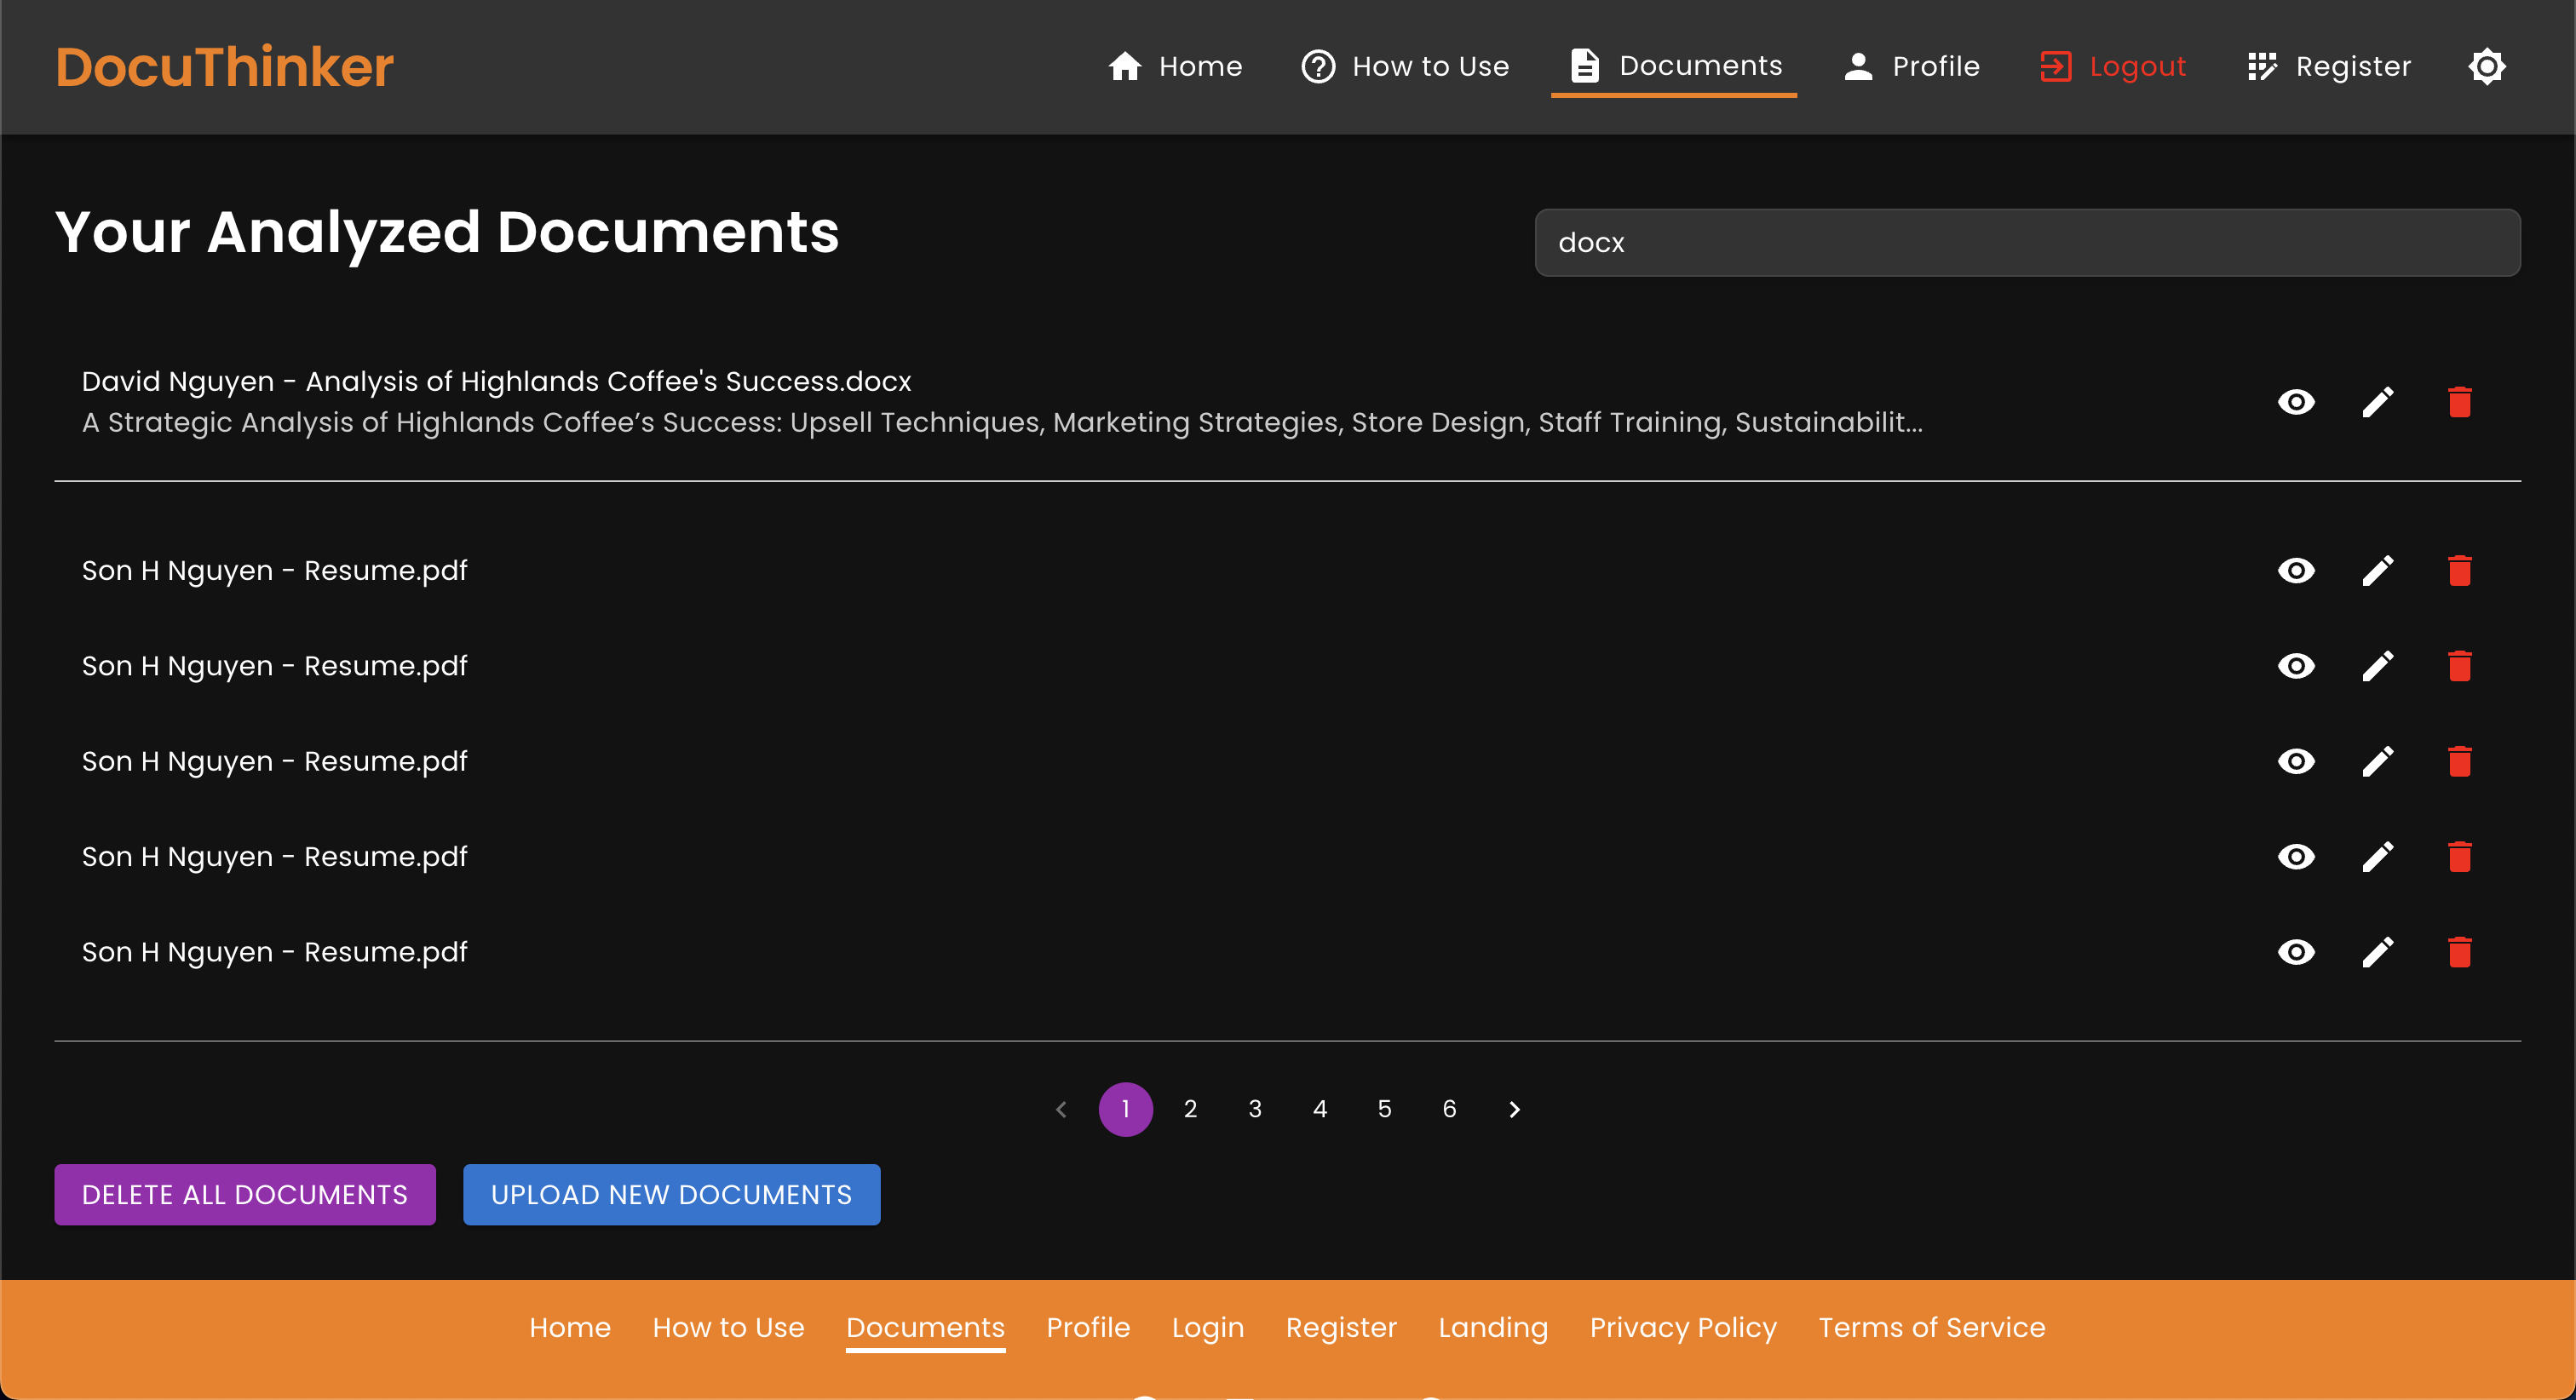 DocuThinker
Home How to Use Documents Profile Logout Register
Your Analyzed Documents
docx
David Nguyen - Analysis of Highlands Coffee's Success.docx
A Strategic Analysis of Highlands Coffee’s Success: Upsell Techniques, Marketing Strategies, Store Design, Staff Training, Sustainabilit...
Son H Nguyen - Resume.pdf
Son H Nguyen - Resume.pdf
Son H Nguyen - Resume.pdf
Son H Nguyen - Resume.pdf
Son H Nguyen - Resume.pdf
1 2 3 4 5 6
DELETE ALL DOCUMENTS UPLOAD NEW DOCUMENTS
Home How to Use Documents Profile Login Register Landing Privacy Policy Terms of Service